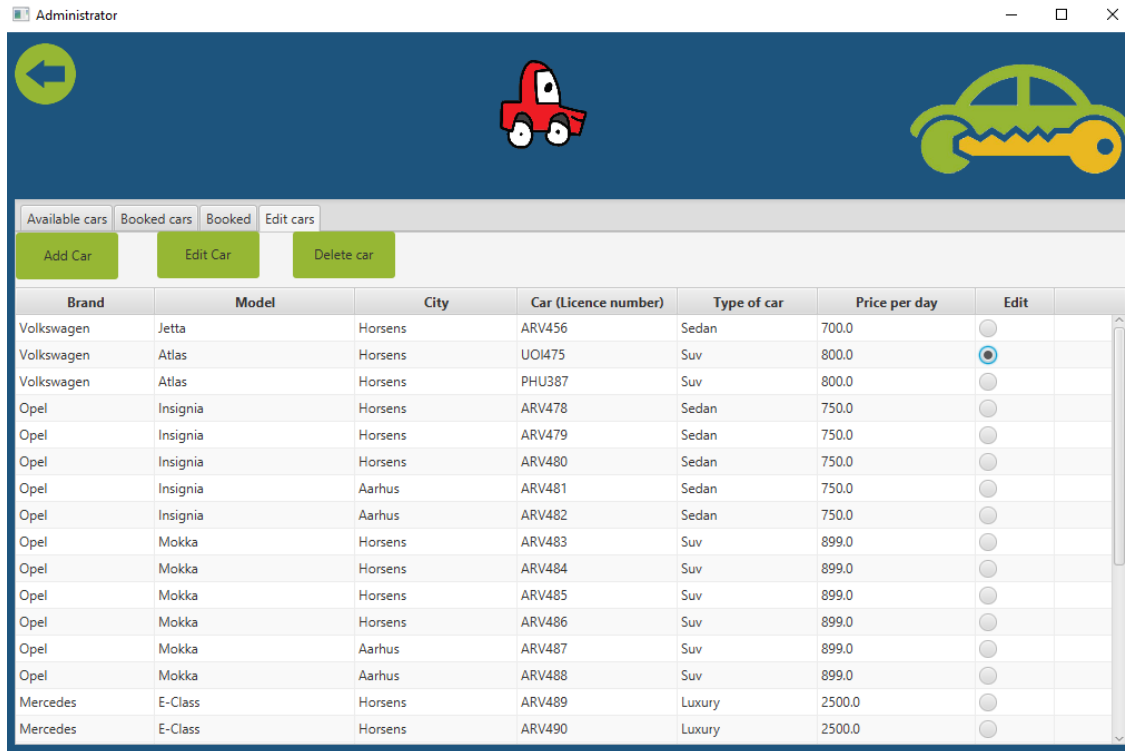 Administrator
Available cars Booked cars Booked Edit cars
Add Car Edit Car Delete car
Brand Model City Car (Licence number) Type of car Price per day Edit
Volkswagen Jetta Horsens ARV456 Sedan 700.0
Volkswagen Atlas Horsens UOI475 Suv 800.0
Volkswagen Atlas Horsens PHU387 Suv 800.0
Opel Insignia Horsens ARV478 Sedan 750.0
Opel Insignia Horsens ARV479 Sedan 750.0
Opel Insignia Horsens ARV480 Sedan 750.0
Opel Insignia Aarhus ARV481 Sedan 750.0
Opel Insignia Aarhus ARV482 Sedan 750.0
Opel Mokka Horsens ARV483 Suv 899.0
Opel Mokka Horsens ARV484 Suv 899.0
Opel Mokka Horsens ARV485 Suv 899.0
Opel Mokka Horsens ARV486 Suv 899.0
Opel Mokka Aarhus ARV487 Suv 899.0
Opel Mokka Aarhus ARV488 Suv 899.0
Mercedes E-Class Horsens ARV489 Luxury 2500.0
Mercedes E-Class Horsens ARV490 Luxury 2500.0